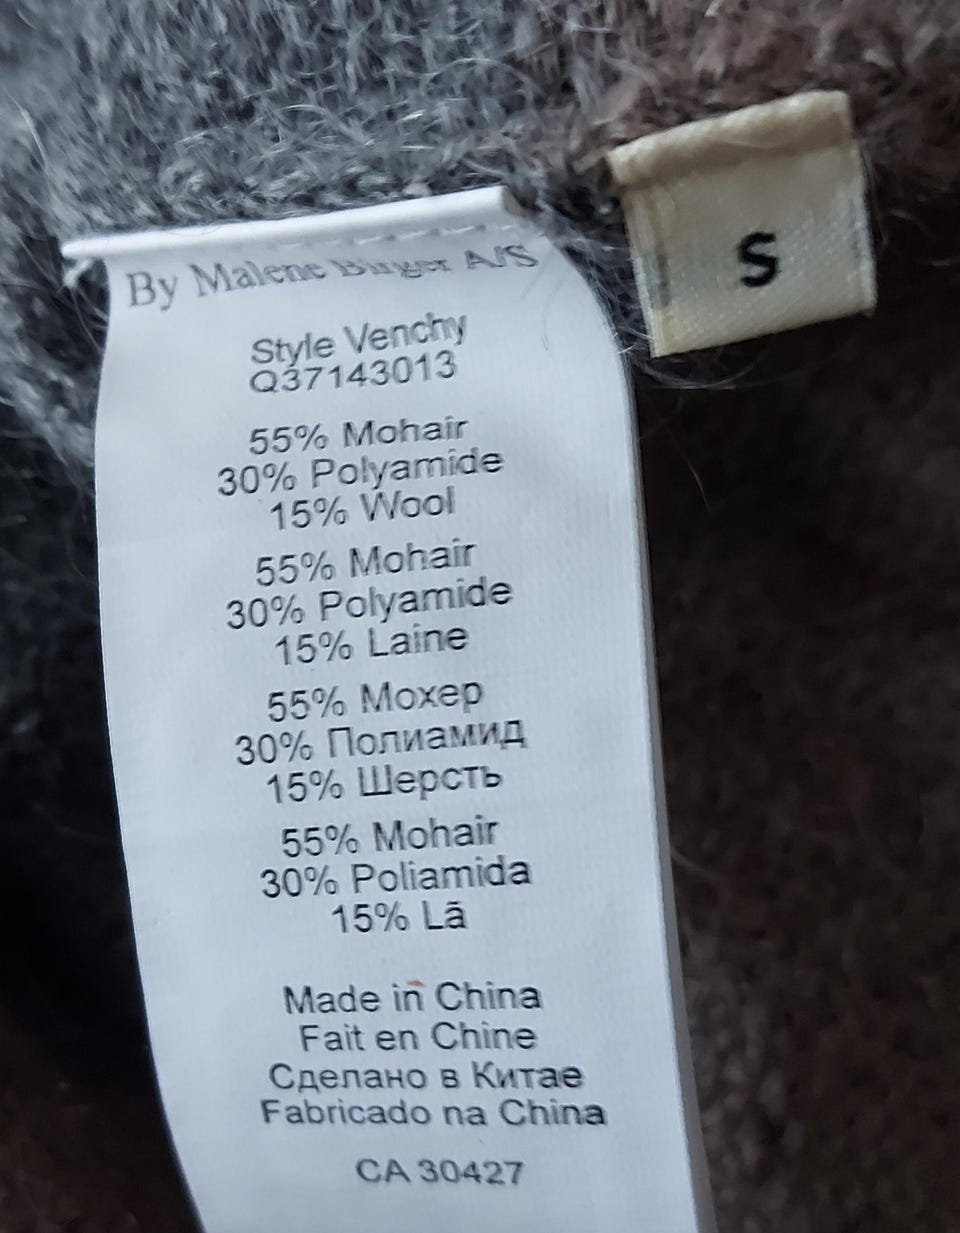 By Malene Birger A/S
S
Style Venchy
Q37143013
55% Mohair
30% Polyamide
15% Wool
55% Mohair
30% Polyamide
15% Laine
55% Мохер
30% Полиамид
15% Шерсть
55% Mohair
30% Poliamida
15% Lã
Made in China
Fait en Chine
Сделано в Китае
Fabricado na China
CA 30427